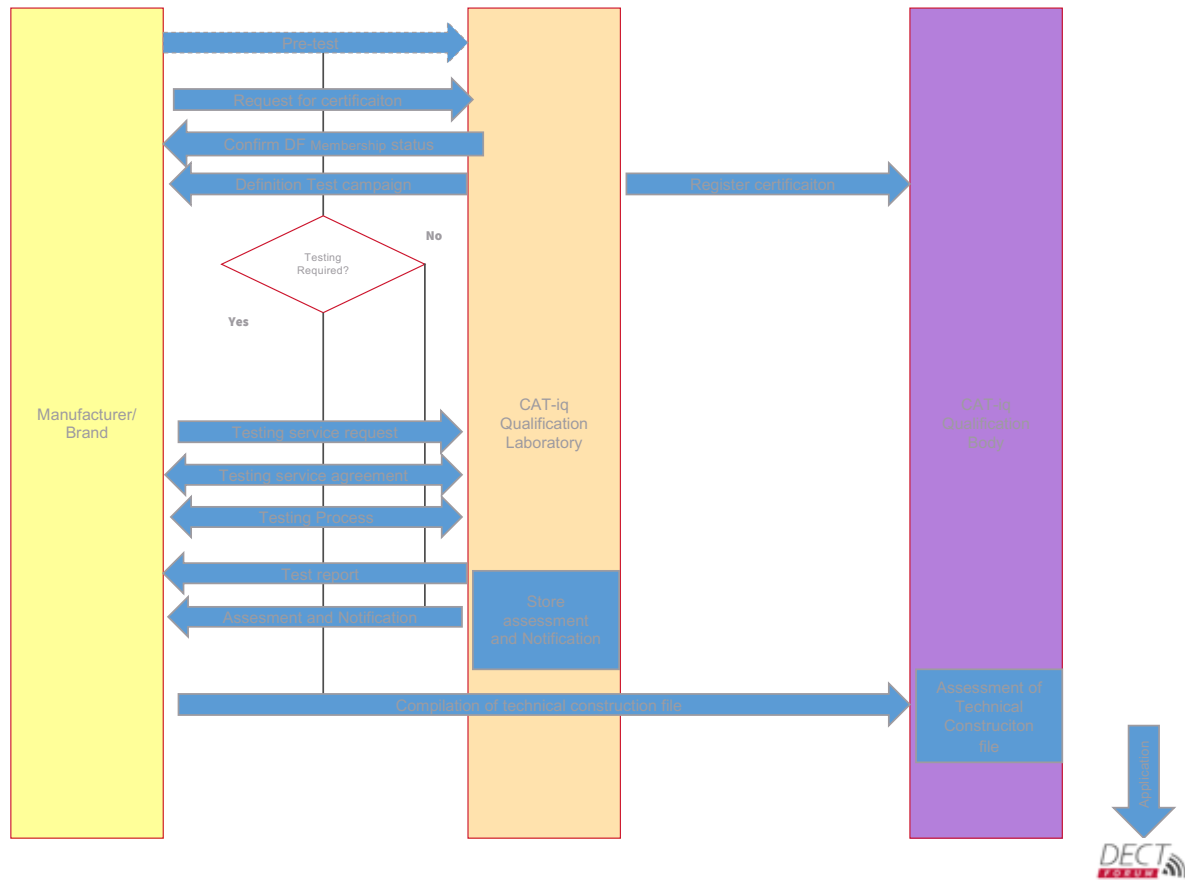 Pre-test
Request for certificaiton
Confirm DF Membership status
Definition Test campaign
Register certificaiton
No
Testing
Required?
Yes
Manufacturer/
Brand
CAT-iq
Qualification
Laboratory
CAT-iq
Qualification
Body
Testing service request
Testing service agreement
Testing Process
Test report
Assesment and Notification
Store
assessment
and Notification
Compilation of technical construction file
Assessment of
Technical
Construciton
file
Application
DECT
FORUM